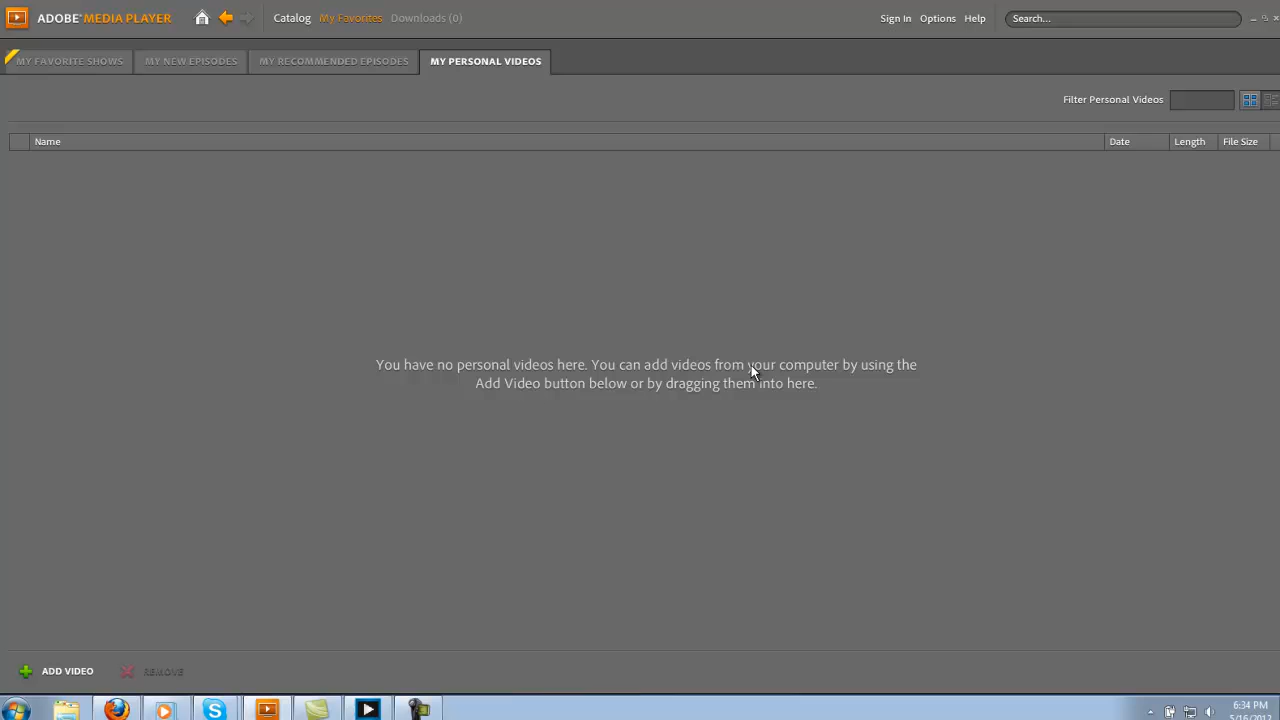 ADOBE® MEDIA PLAYER
Catalog My Favorites Downloads (0)
Sign In Options Help Search...
MY FAVORITE SHOWS MY NEW EPISODES MY RECOMMENDED EPISODES MY PERSONAL VIDEOS
Filter Personal Videos
Name Date Length File Size
You have no personal videos here. You can add videos from your computer by using the
Add Video button below or by dragging them into here.
ADD VIDEO REMOVE
6:34 PM